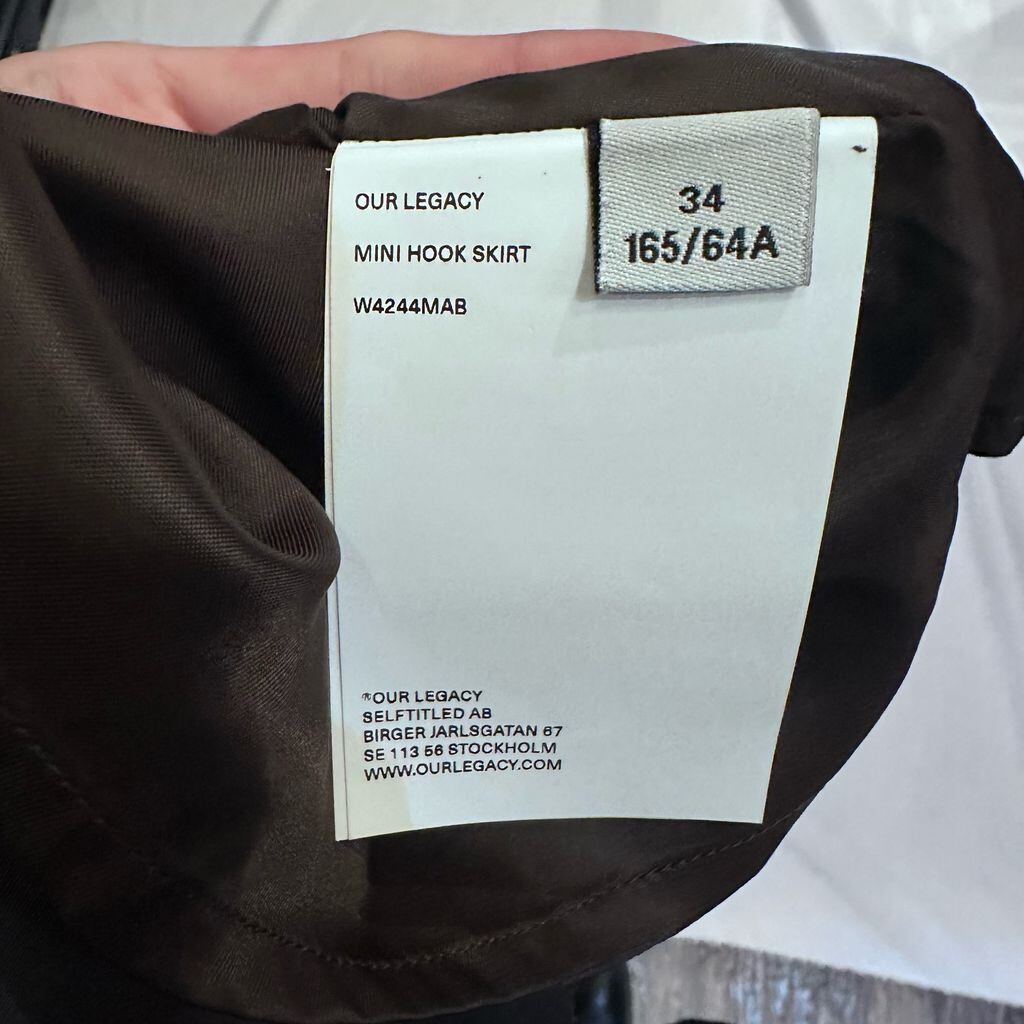 OUR LEGACY
MINI HOOK SKIRT
W4244MAB
34
165/64A
®OUR LEGACY
SELFTITLED AB
BIRGER JARLSGATAN 67
SE 113 56 STOCKHOLM
WWW.OURLEGACY.COM